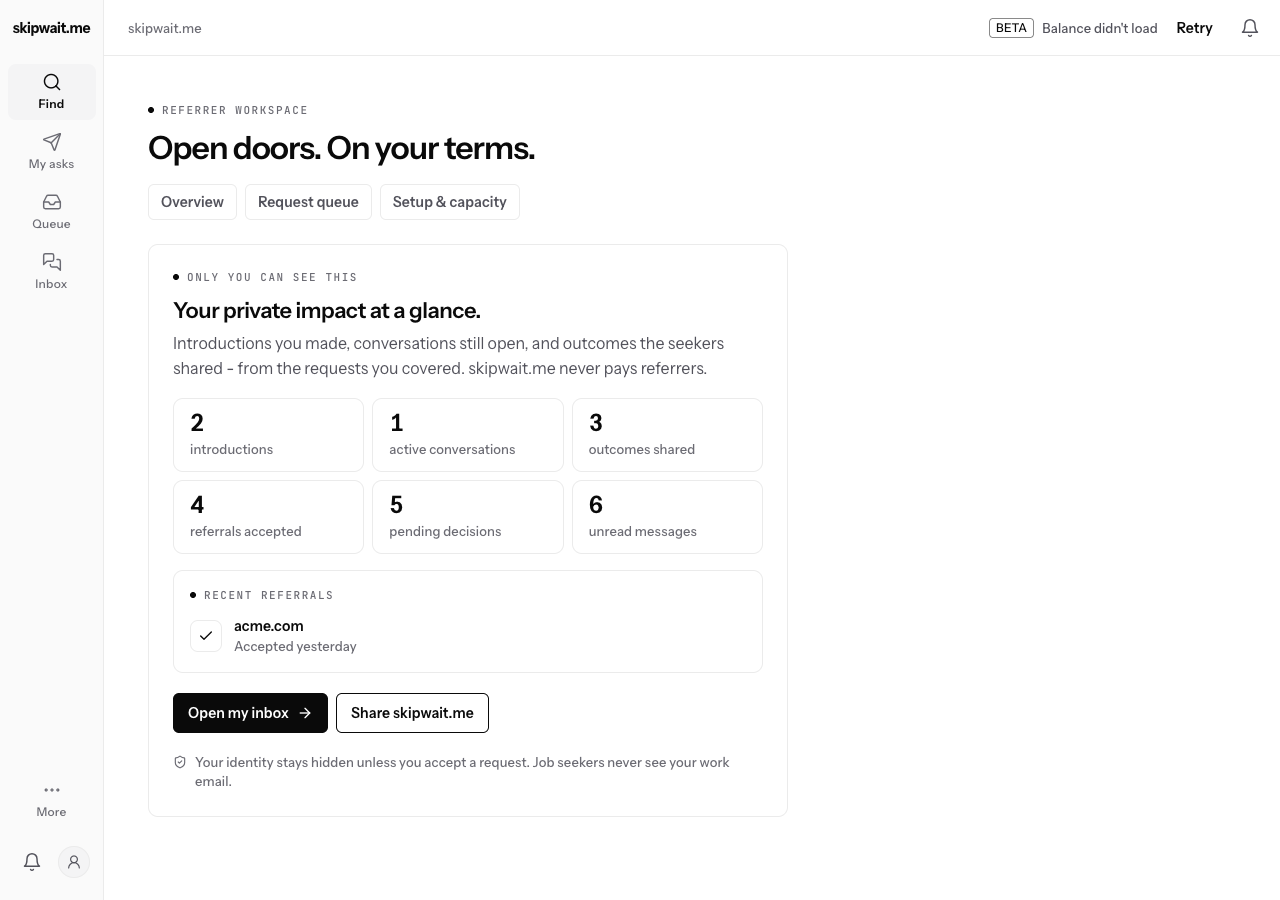 skipwait.me
Find
My asks
Queue
Inbox
More
skipwait.me
BETA Balance didn't load Retry
REFERRER WORKSPACE
Open doors. On your terms.
Overview Request queue Setup & capacity
ONLY YOU CAN SEE THIS
Your private impact at a glance.
Introductions you made, conversations still open, and outcomes the seekers
shared – from the requests you covered. skipwait.me never pays referrers.
2
introductions
1
active conversations
3
outcomes shared
4
referrals accepted
5
pending decisions
6
unread messages
RECENT REFERRALS
acme.com
Accepted yesterday
Open my inbox Share skipwait.me
Your identity stays hidden unless you accept a request. Job seekers never see your work
email.